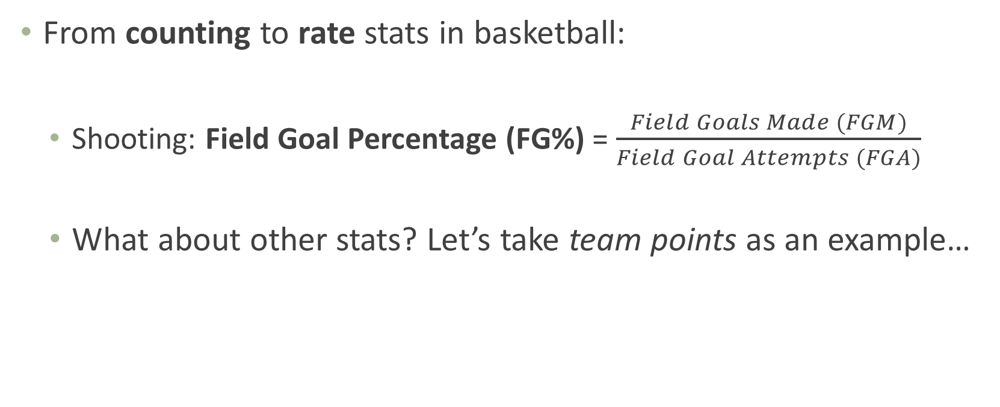 • From counting to rate stats in basketball:
• Shooting: Field Goal Percentage (FG%) = Field Goals Made (FGM) / Field Goal Attempts (FGA)
• What about other stats? Let’s take team points as an example…